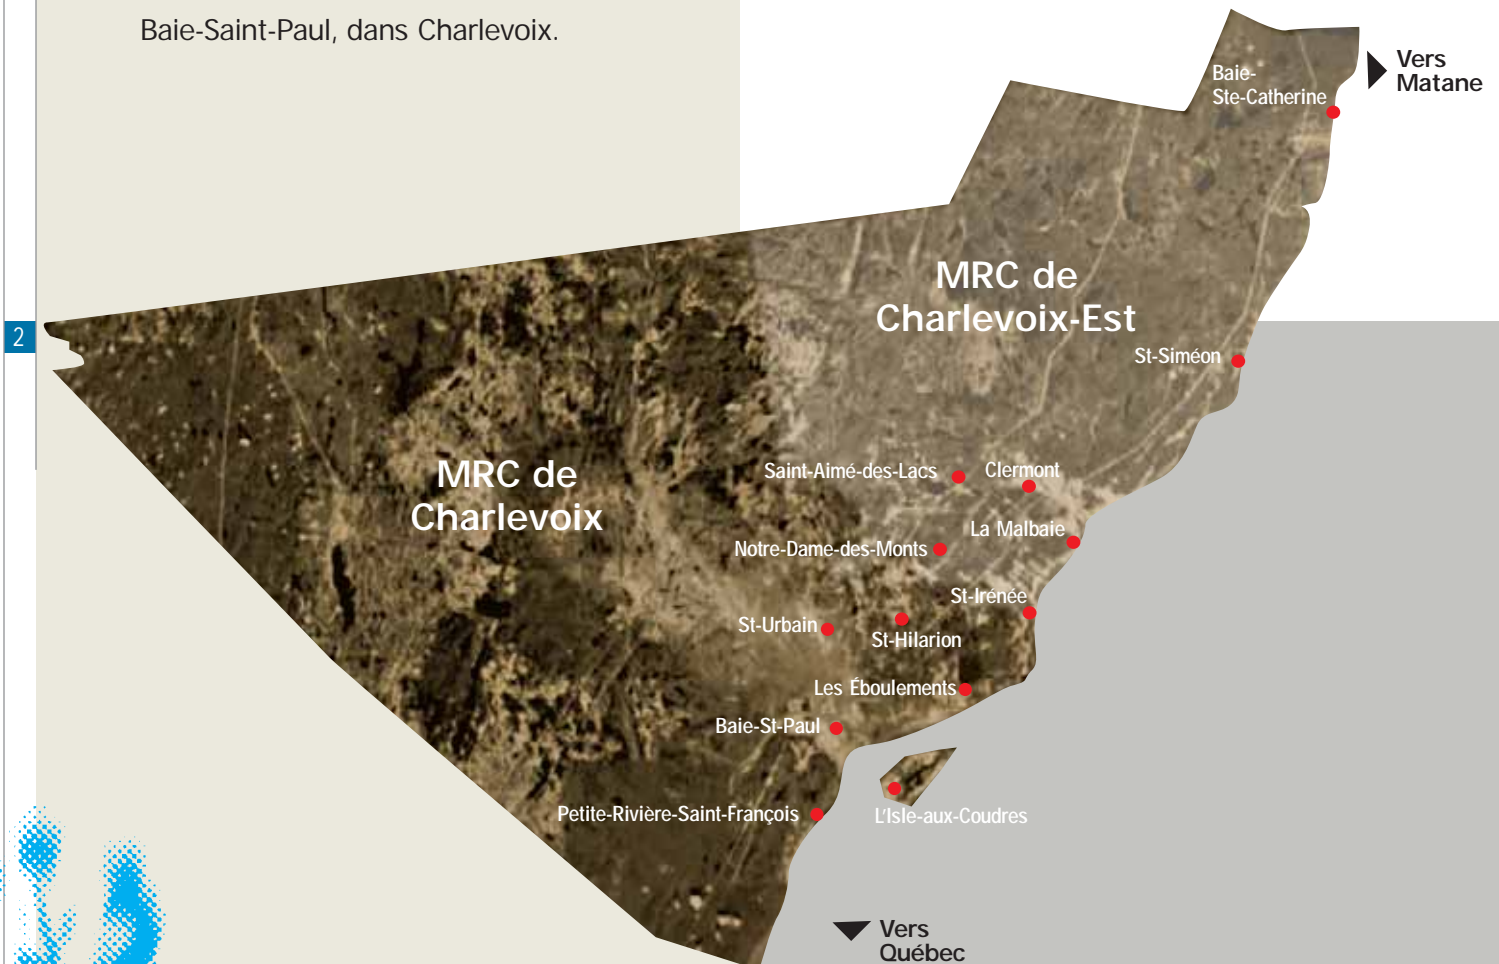 Baie-Saint-Paul, dans Charlevoix.
Vers
Matane
Baie-
Ste-Catherine
MRC de
Charlevoix-Est
2
St-Siméon
MRC de
Charlevoix
Saint-Aimé-des-Lacs
Clermont
La Malbaie
Notre-Dame-des-Monts
St-Irénée
St-Urbain
St-Hilarion
Les Éboulements
Baie-St-Paul
Petite-Rivière-Saint-François
L'Isle-aux-Coudres
Vers
Québec